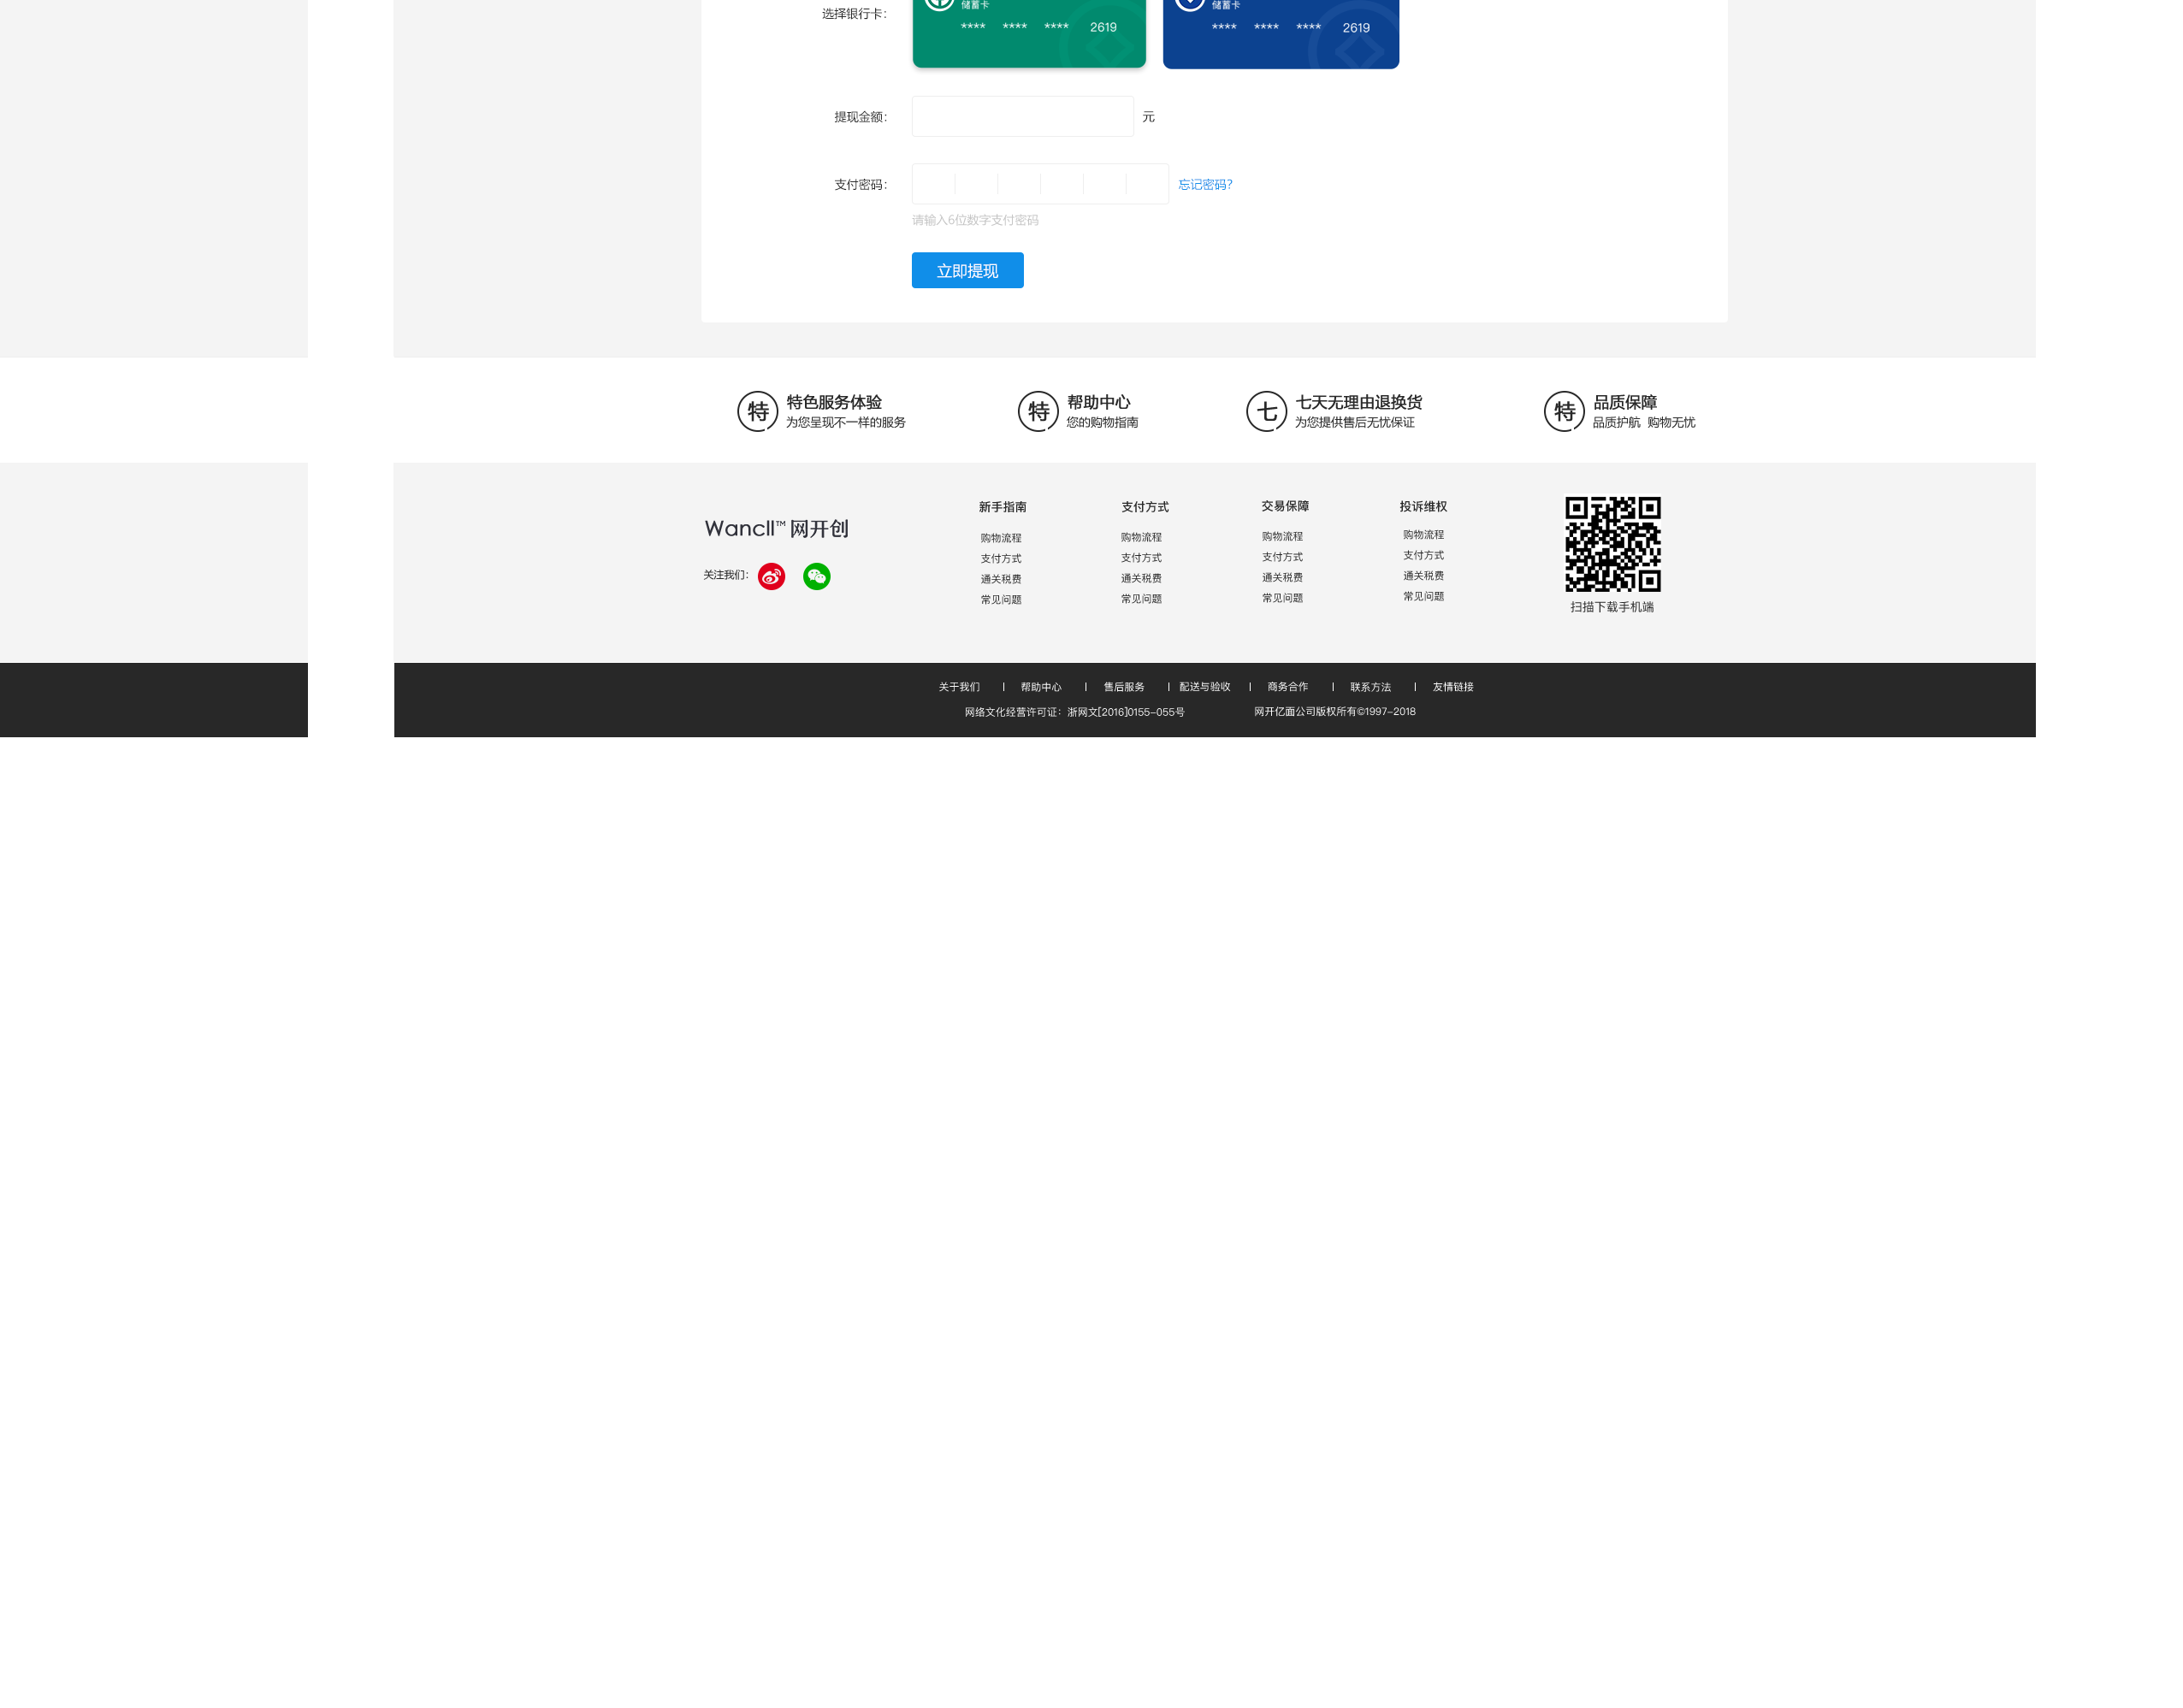 选择银行卡：
储蓄卡
**** **** **** 2619
储蓄卡
**** **** **** 2619
提现金额：
元
支付密码：
忘记密码?
请输入6位数字支付密码
立即提现
特
特色服务体验
为您呈现不一样的服务
特
帮助中心
您的购物指南
七
七天无理由退换货
为您提供售后无忧保证
特
品质保障
品质护航 购物无忧
Wancll™ 网开创
关注我们：
新手指南
购物流程
支付方式
通关税费
常见问题
支付方式
购物流程
支付方式
通关税费
常见问题
交易保障
购物流程
支付方式
通关税费
常见问题
投诉维权
购物流程
支付方式
通关税费
常见问题
扫描下载手机端
关于我们 | 帮助中心 | 售后服务 | 配送与验收 | 商务合作 | 联系方法 | 友情链接
网络文化经营许可证：浙网文[2016]0155-055号 网开亿面公司版权所有©1997-2018